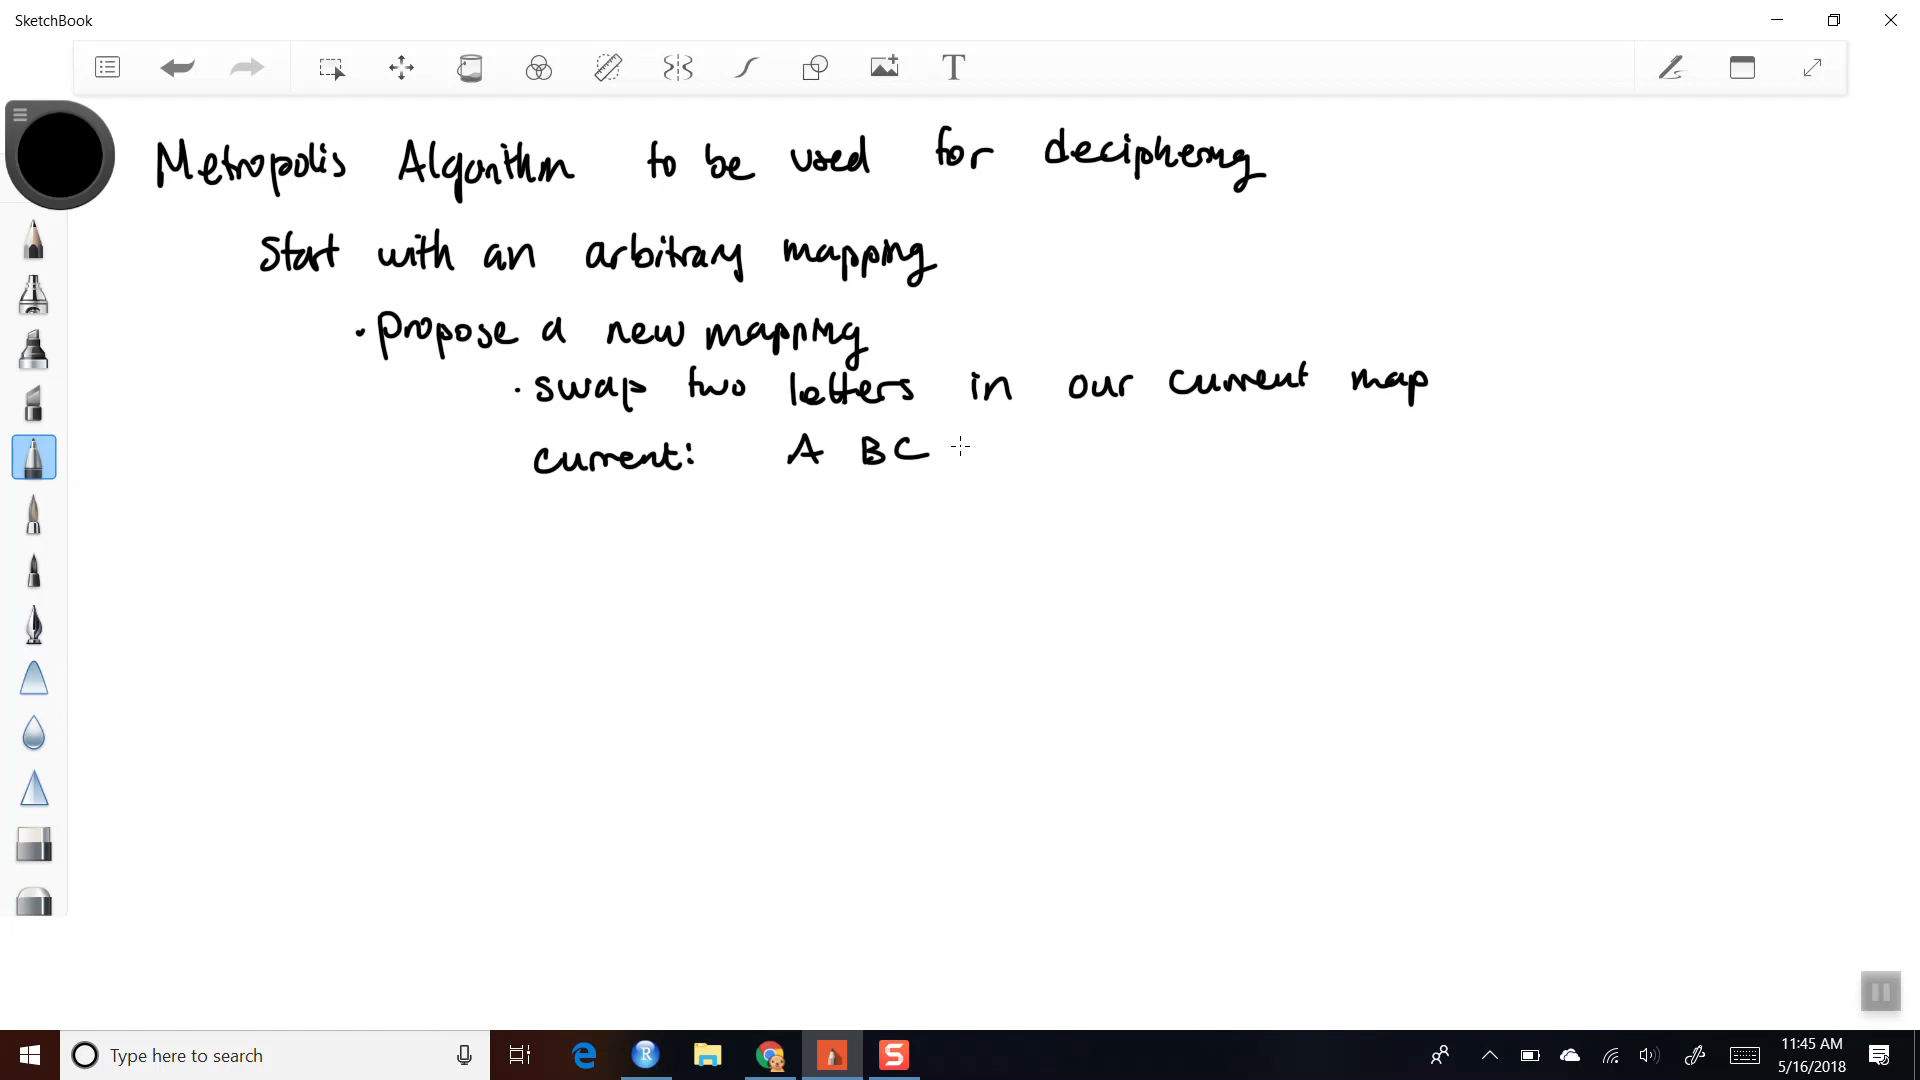 SketchBook
T
Metropolis Algorithm to be used for deciphering
Start with an arbitrary mapping
• propose a new mapping
• swap two letters in our current map
current: A B C
Type here to search
11:45 AM
5/16/2018